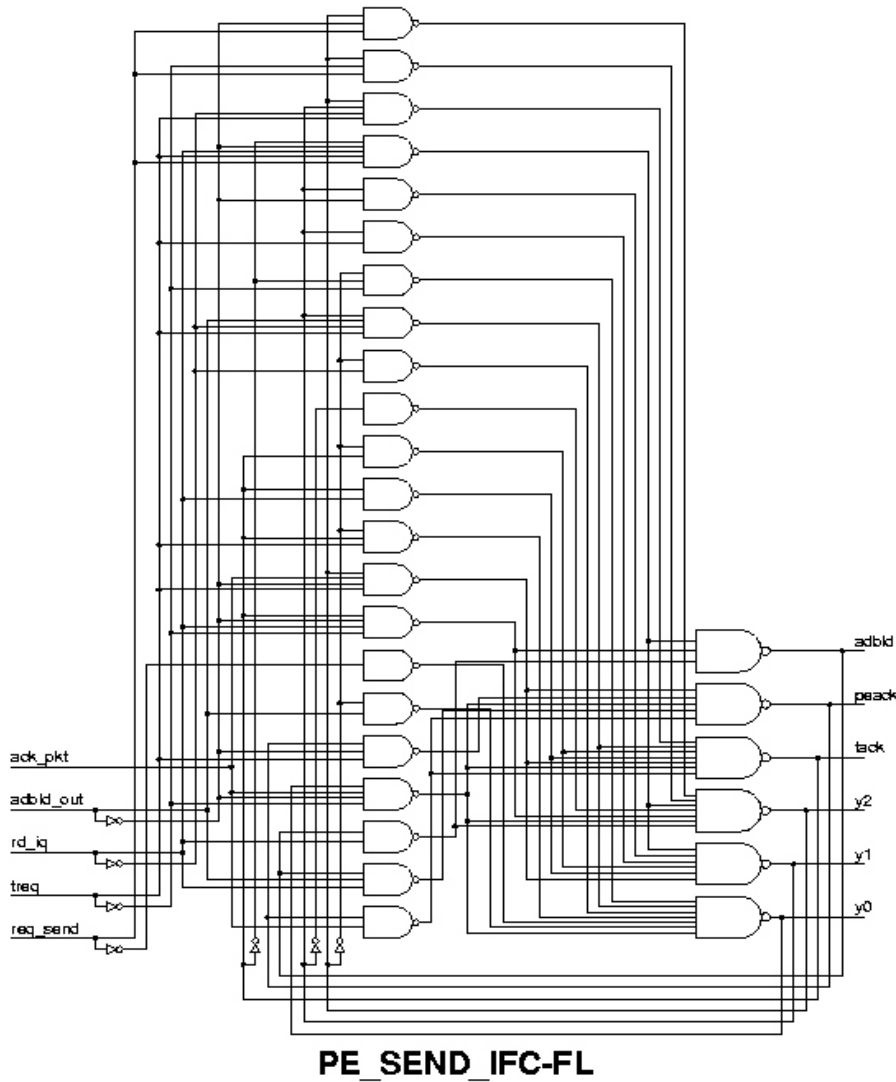 adbld
peack
tack
y2
y1
y0
ack_pkt
adbld_out
rd_iq
treq
req_send
PE_SEND_IFC-FL